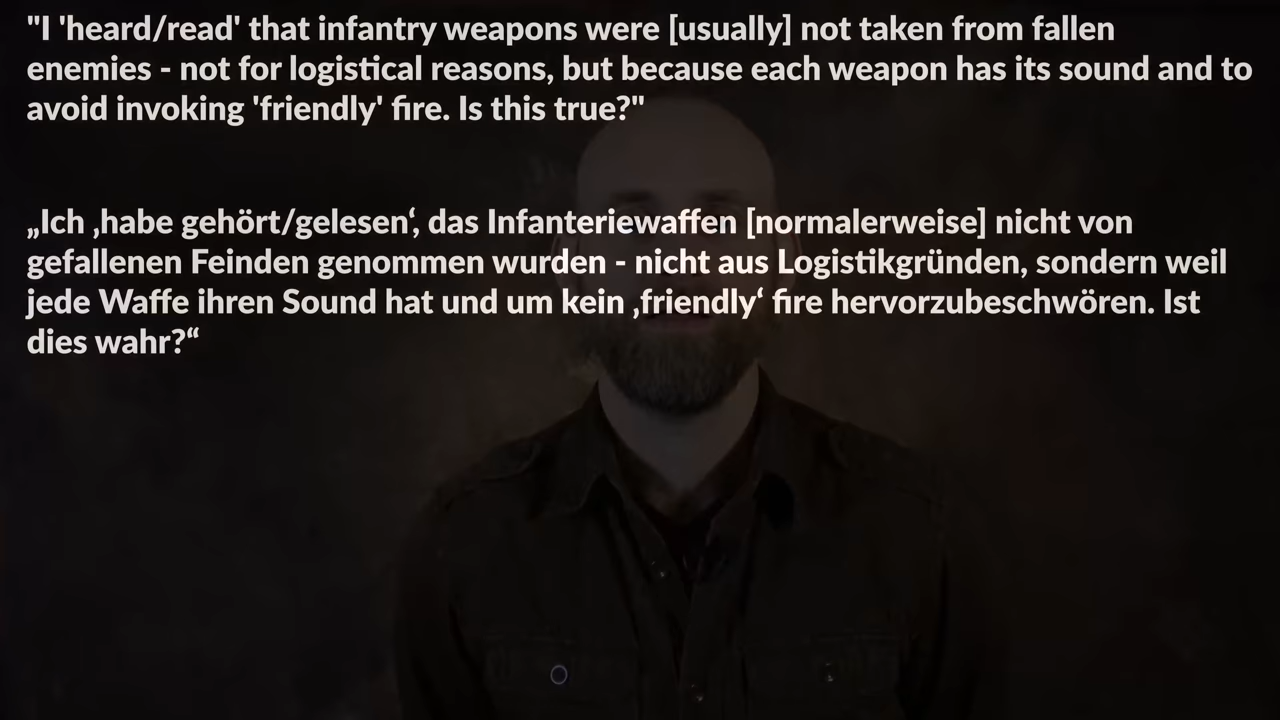 "I 'heard/read' that infantry weapons were [usually] not taken from fallen
enemies - not for logistical reasons, but because each weapon has its sound and to
avoid invoking 'friendly' fire. Is this true?"
„Ich ‚habe gehört/gelesen‘, das Infanteriewaffen [normalerweise] nicht von
gefallenen Feinden genommen wurden - nicht aus Logistikgründen, sondern weil
jede Waffe ihren Sound hat und um kein ‚friendly‘ fire hervorzubeschwören. Ist
dies wahr?“